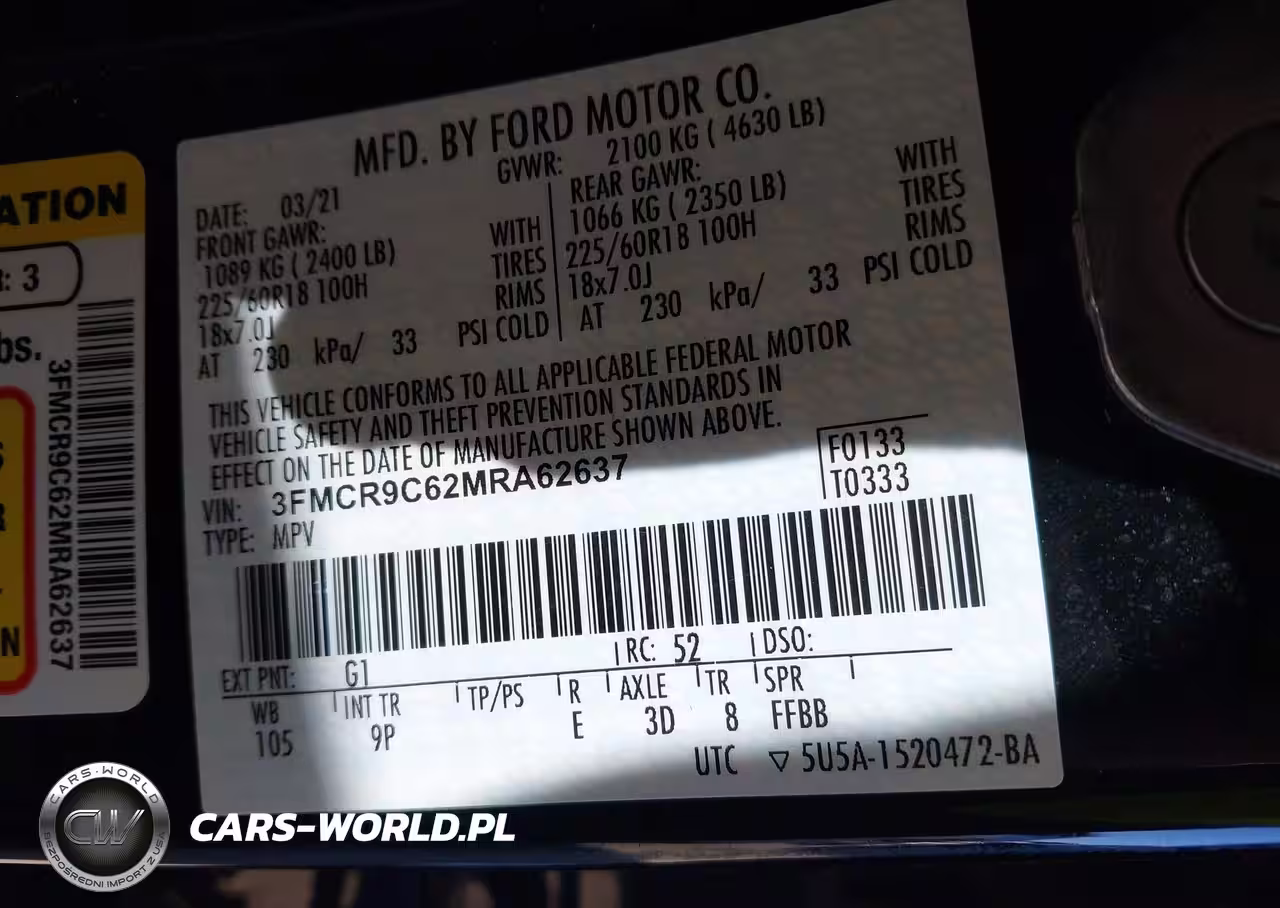 MFD. BY FORD MOTOR CO.
GVWR: 2100 KG ( 4630 LB)
DATE: 03/21
FRONT GAWR:
1089 KG ( 2400 LB) WITH
225/60R18 100H TIRES
18x7.0J RIMS
AT 230 kPa/ 33 PSI COLD
REAR GAWR:
1066 KG ( 2350 LB) WITH
225/60R18 100H TIRES
18x7.0J RIMS
AT 230 kPa/ 33 PSI COLD
THIS VEHICLE CONFORMS TO ALL APPLICABLE FEDERAL MOTOR
VEHICLE SAFETY AND THEFT PREVENTION STANDARDS IN
EFFECT ON THE DATE OF MANUFACTURE SHOWN ABOVE.
VIN: 3FMCR9C62MRA62637
TYPE: MPV
F0133
T0333
EXT PNT: G1 RC: 52 DSO:
WB INT TR TP/PS R AXLE TR SPR
105 9P E 3D 8 FFBB
UTC ▽ 5U5A-1520472-BA
ATION
R: 3
bs.
3FMCR9C62MRA62637
S
R
N
CARS-WORLD
CW
BEZPOŚREDNI IMPORT Z USA
CARS-WORLD.PL